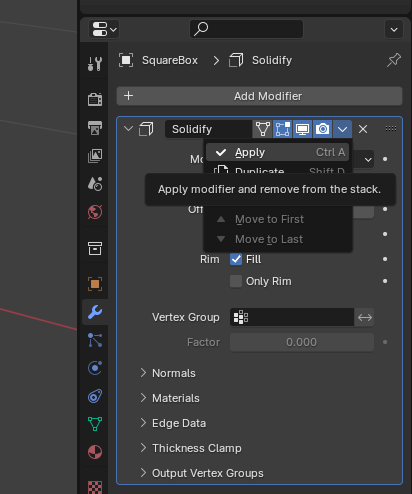 SquareBox > Solidify
+ Add Modifier
Solidify
Apply Ctrl A
Duplicate Shift D
Apply modifier and remove from the stack.
Move to First
Move to Last
Rim Fill
Only Rim
Vertex Group
Factor 0.000
Normals
Materials
Edge Data
Thickness Clamp
Output Vertex Groups